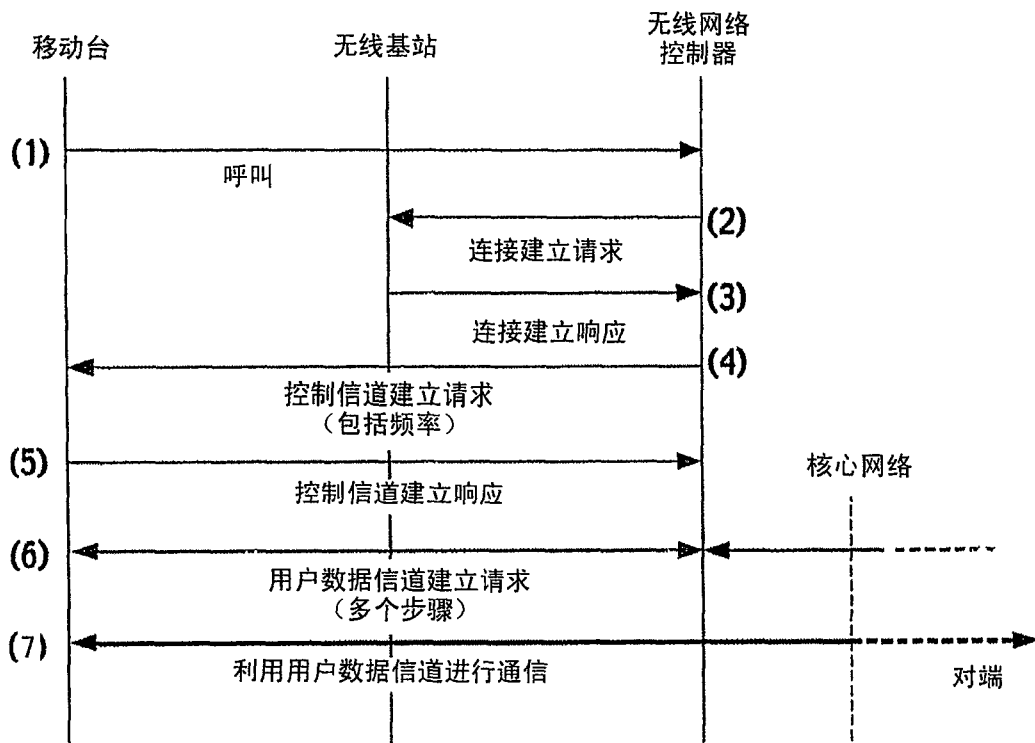 移动台
无线基站
无线网络
控制器
(1)
呼叫
(2)
连接建立请求
(3)
连接建立响应
(4)
控制信道建立请求
（包括频率）
(5)
控制信道建立响应
核心网络
(6)
用户数据信道建立请求
（多个步骤）
(7)
利用用户数据信道进行通信
对端